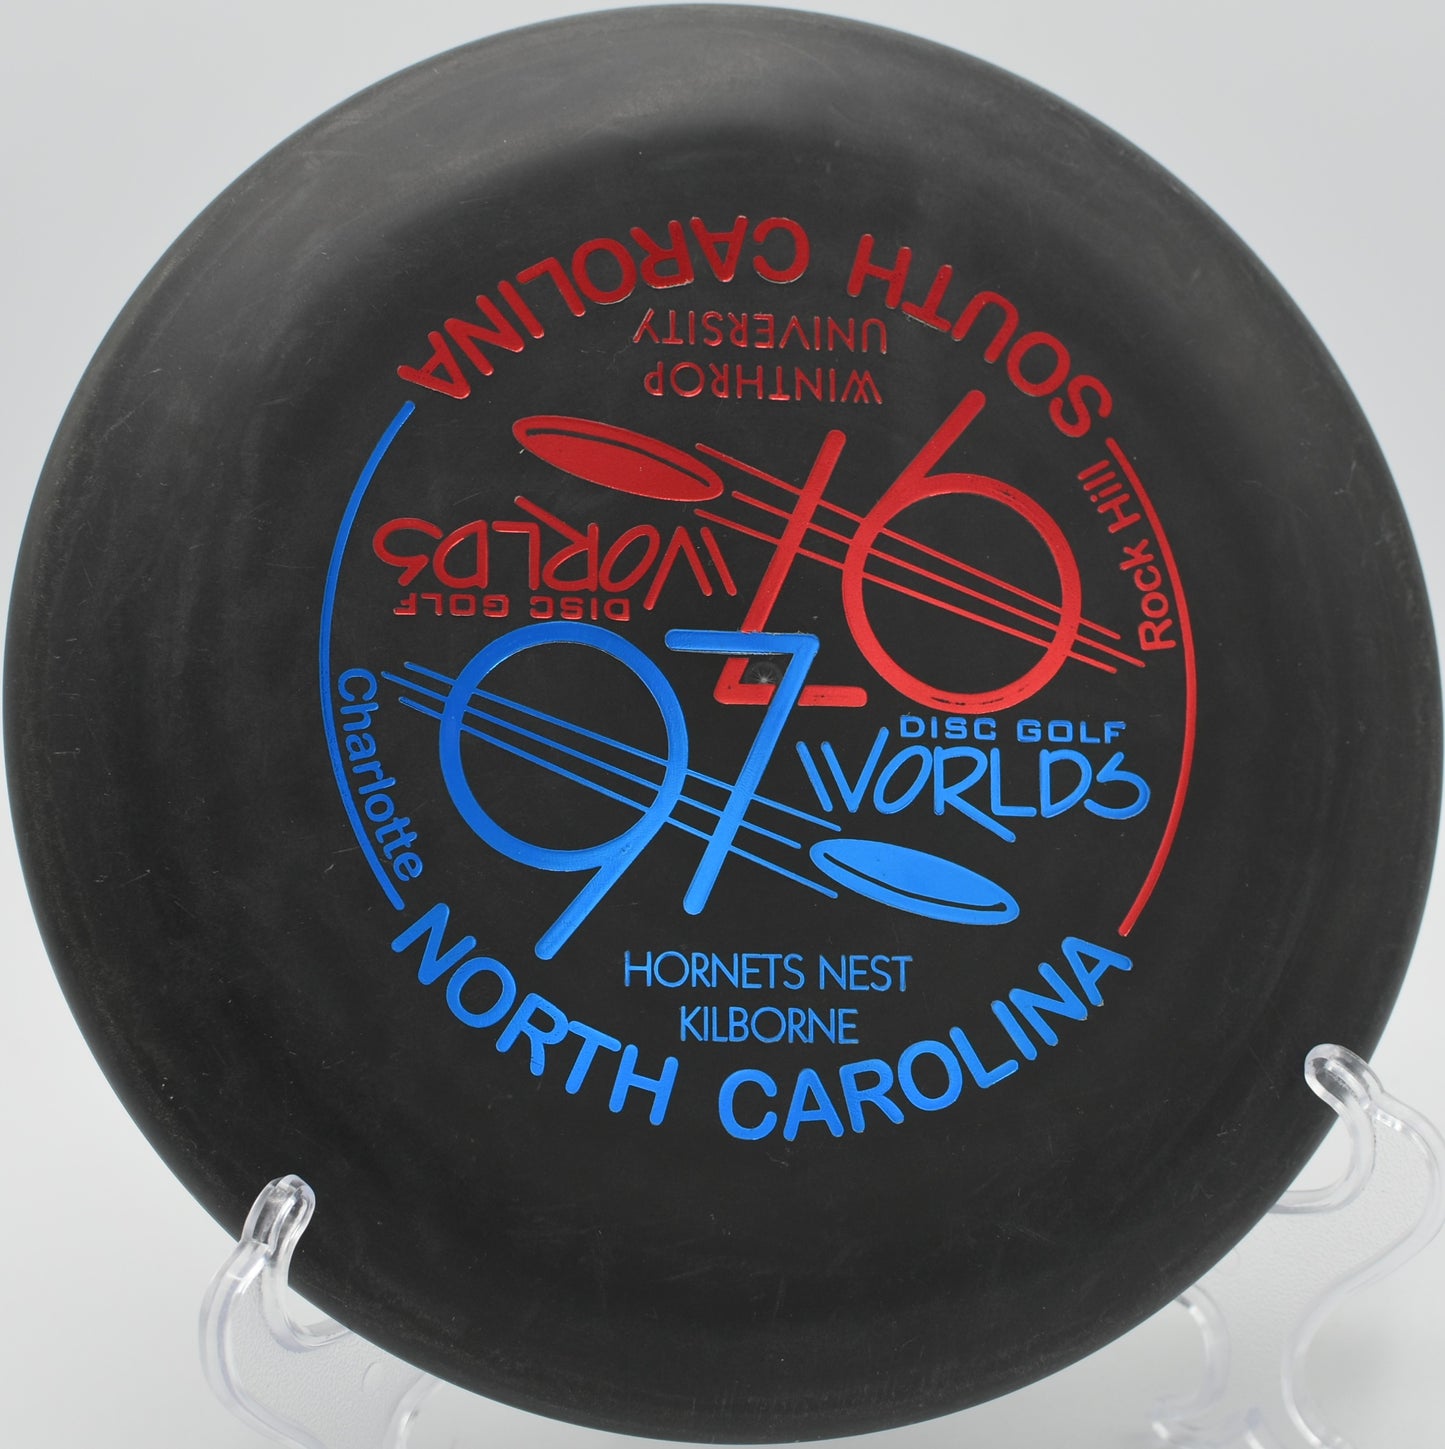 SOUTH CAROLINA
Rock Hill
WINTHROP
UNIVERSITY
97
DISC GOLF
WORLDS
97
DISC GOLF
WORLDS
Charlotte
HORNETS NEST
KILBORNE
NORTH CAROLINA